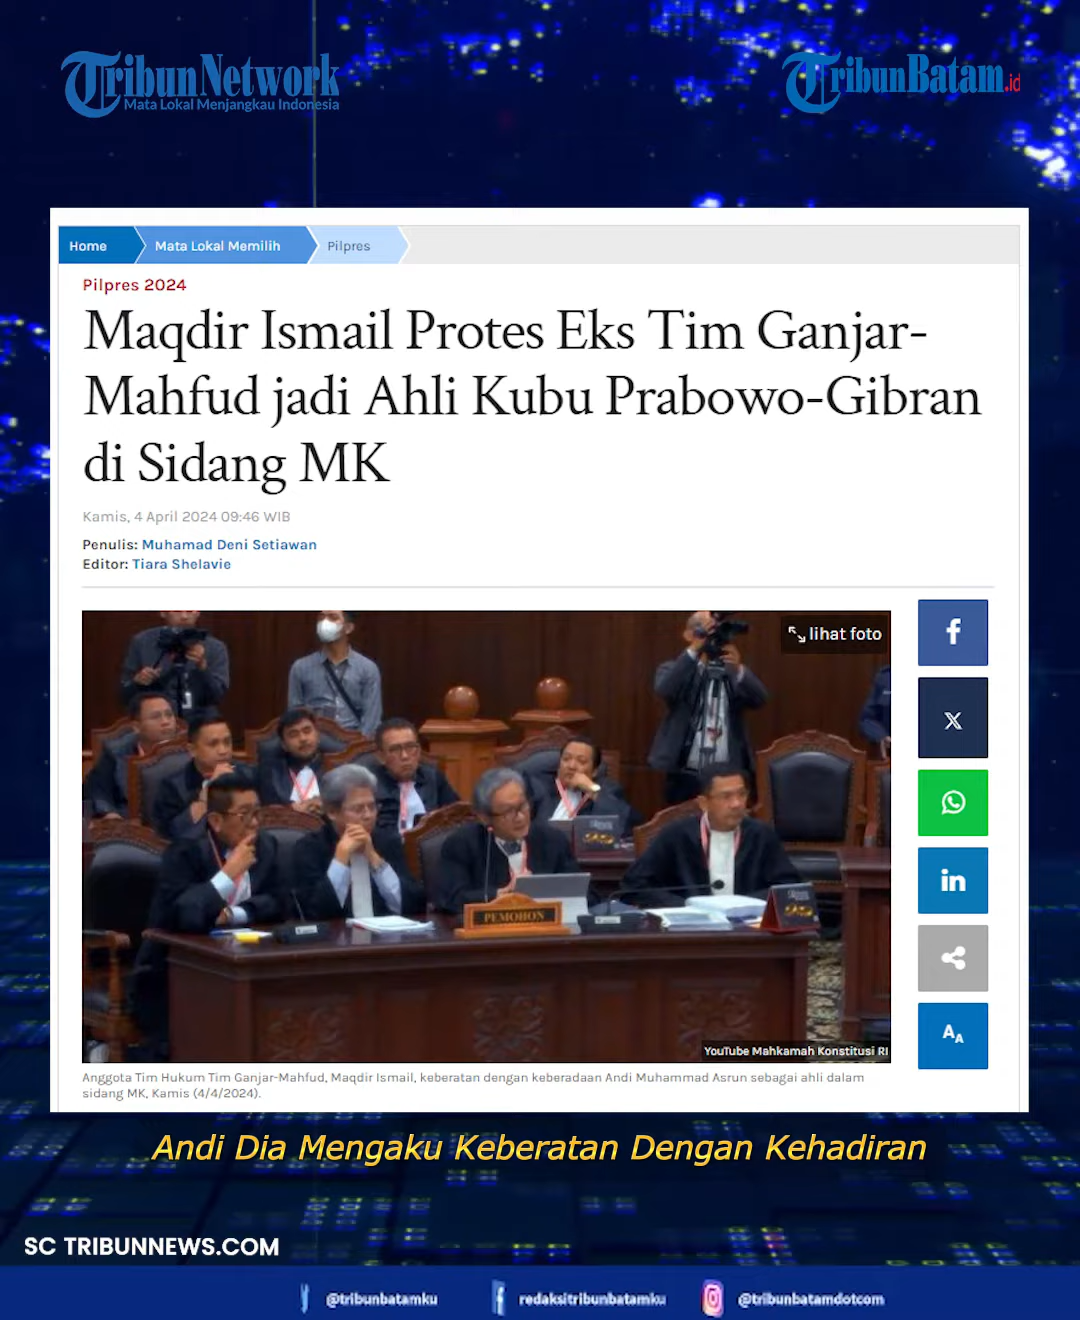 TribunNetwork
Mata Lokal Menjangkau Indonesia
TribunBatam.id
Home
Mata Lokal Memilih
Pilpres
Pilpres 2024
Maqdir Ismail Protes Eks Tim Ganjar-
Mahfud jadi Ahli Kubu Prabowo-Gibran
di Sidang MK
Kamis, 4 April 2024 09:46 WIB
Penulis: Muhamad Deni Setiawan
Editor: Tiara Shelavie
lihat foto
PEMOHON
YouTube Mahkamah Konstitusi RI
Anggota Tim Hukum Tim Ganjar-Mahfud, Maqdir Ismail, keberatan dengan keberadaan Andi Muhammad Asrun sebagai ahli dalam
sidang MK, Kamis (4/4/2024).
Andi Dia Mengaku Keberatan Dengan Kehadiran
SC TRIBUNNEWS.COM
@tribunbatamku
redaksitribunbatamku
@tribunbatamdotcom